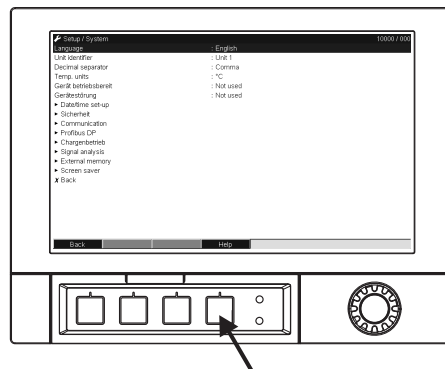 Setup / System 10000 / 000
Language : English
Unit identifier : Unit 1
Decimal separator : Comma
Temp. units : °C
Gerät betriebsbereit : Not used
Gerätestörung : Not used
► Date/time set-up
► Sicherheit
► Communication
► Profibus DP
► Chargenbetrieb
► Signal analysis
► External memory
► Screen saver
x Back
Back Help